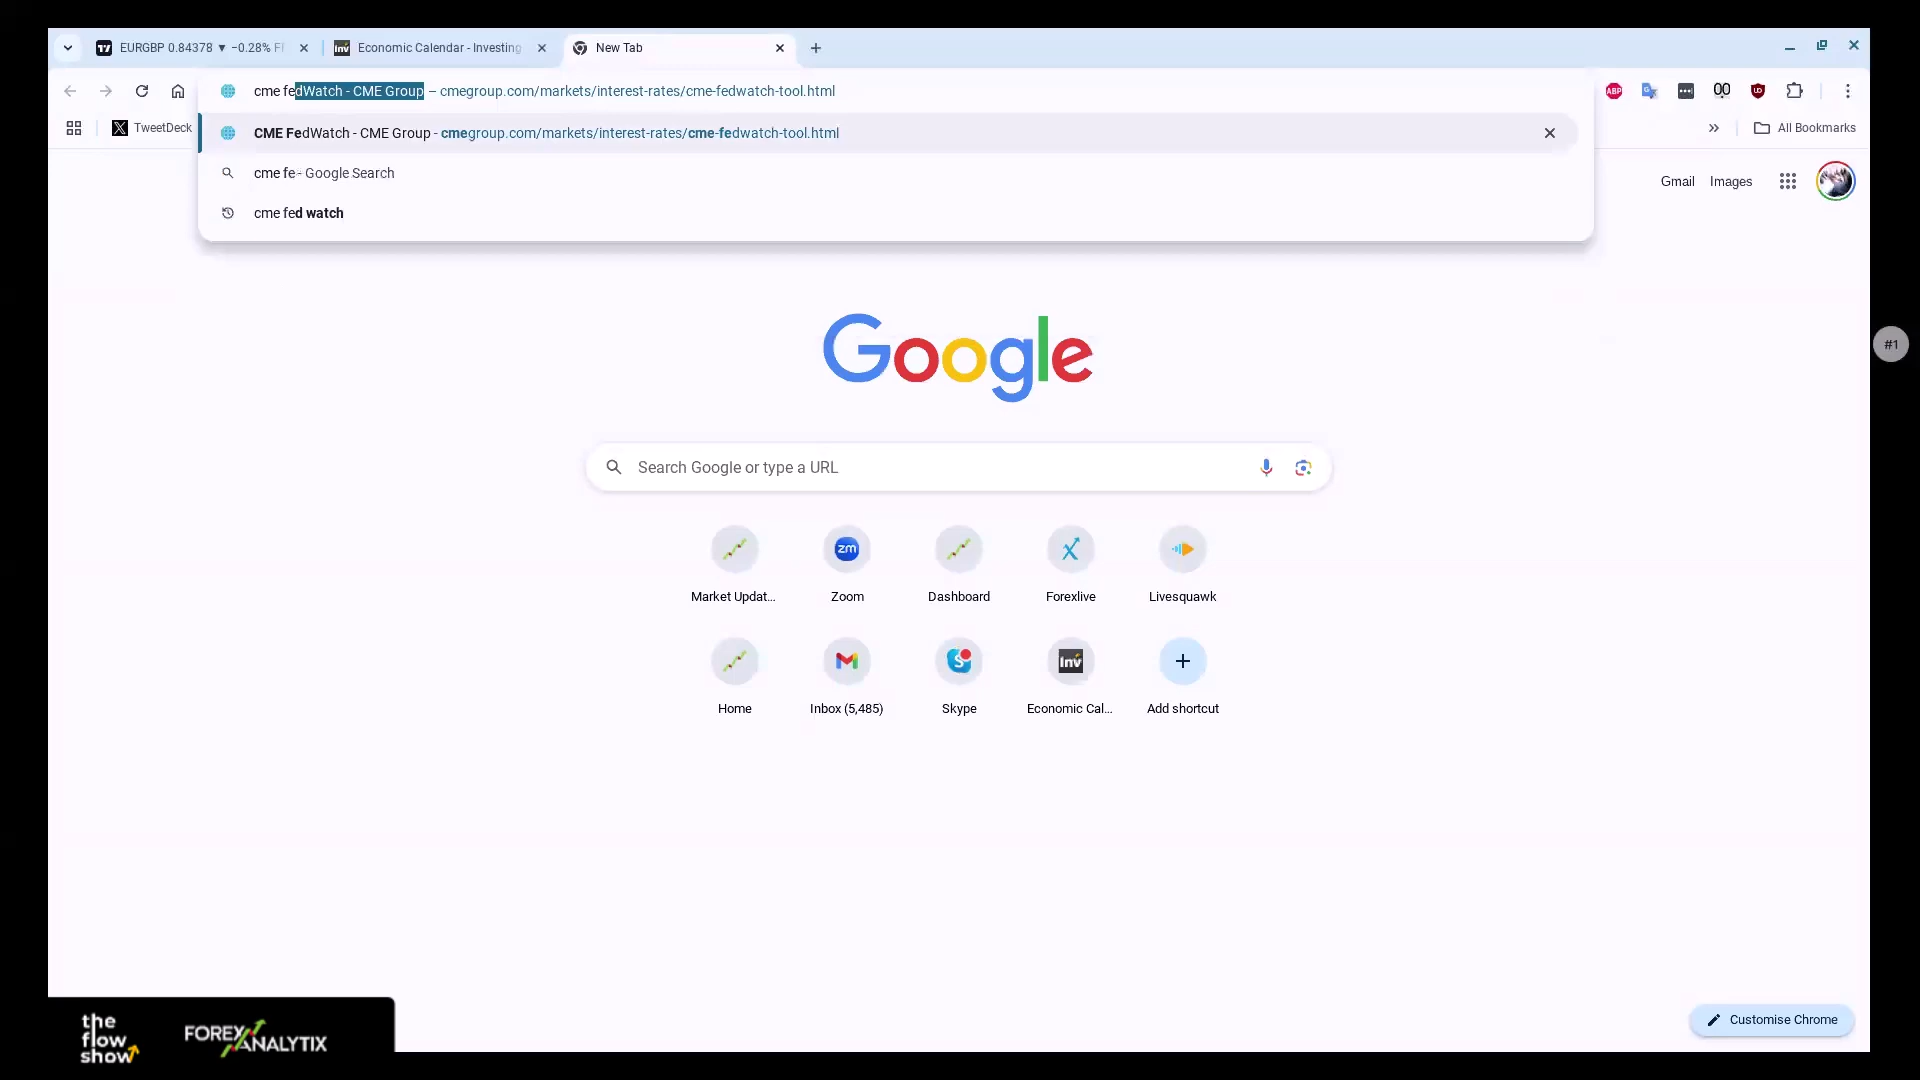 EURGBP 0.84378 ▼ −0.28%
Economic Calendar - Investing
New Tab
cme fedWatch - CME Group – cmegroup.com/markets/interest-rates/cme-fedwatch-tool.html
ABP
TweetDeck
CME FedWatch - CME Group - cmegroup.com/markets/interest-rates/cme-fedwatch-tool.html
All Bookmarks
cme fe - Google Search
cme fed watch
Gmail
Images
#1
Google
Search Google or type a URL
zm
Market Updat...
Zoom
Dashboard
Forexlive
Livesquawk
Inv
Home
Inbox (5,485)
Skype
Economic Cal...
Add shortcut
the flow show
FOREX ANALYTIX
Customise Chrome